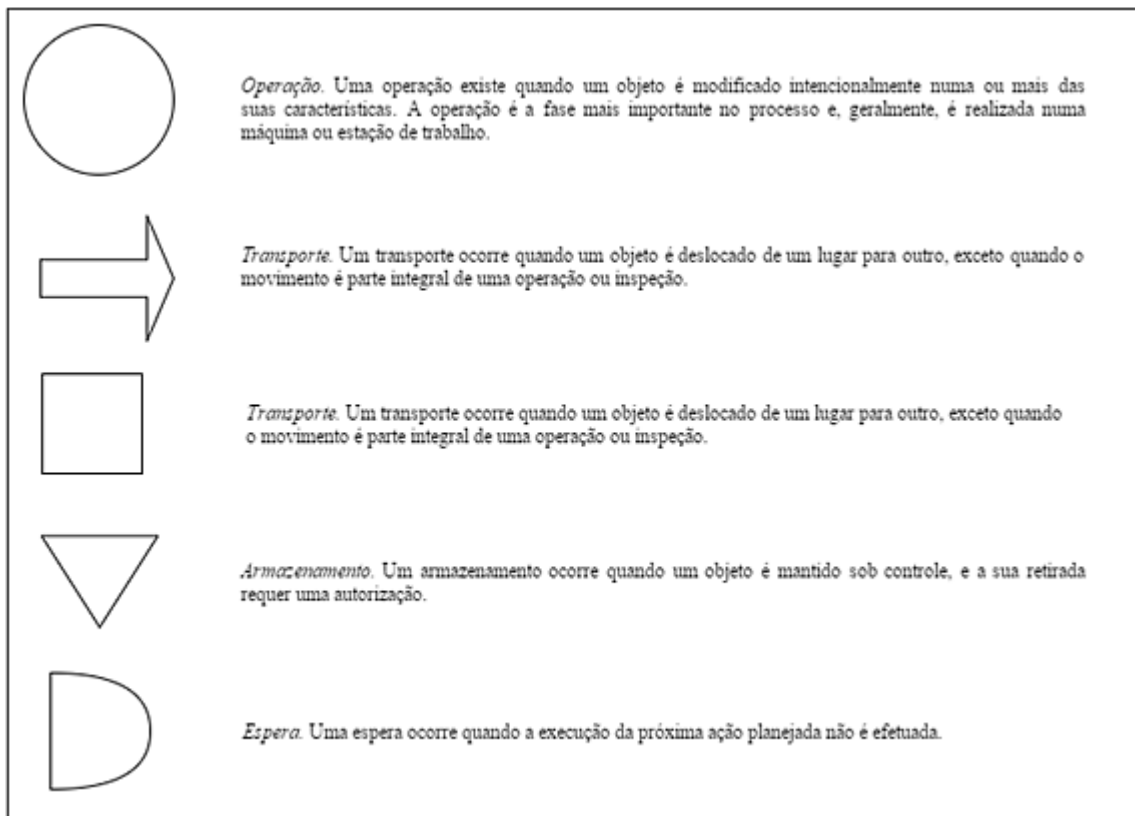 Operação. Uma operação existe quando um objeto é modificado intencionalmente numa ou mais das
suas características. A operação é a fase mais importante no processo e, geralmente, é realizada numa
máquina ou estação de trabalho.
Transporte. Um transporte ocorre quando um objeto é deslocado de um lugar para outro, exceto quando o
movimento é parte integral de uma operação ou inspeção.
Transporte. Um transporte ocorre quando um objeto é deslocado de um lugar para outro, exceto quando
o movimento é parte integral de uma operação ou inspeção.
Armazenamento. Um armazenamento ocorre quando um objeto é mantido sob controle, e a sua retirada
requer uma autorização.
Espera. Uma espera ocorre quando a execução da próxima ação planejada não é efetuada.